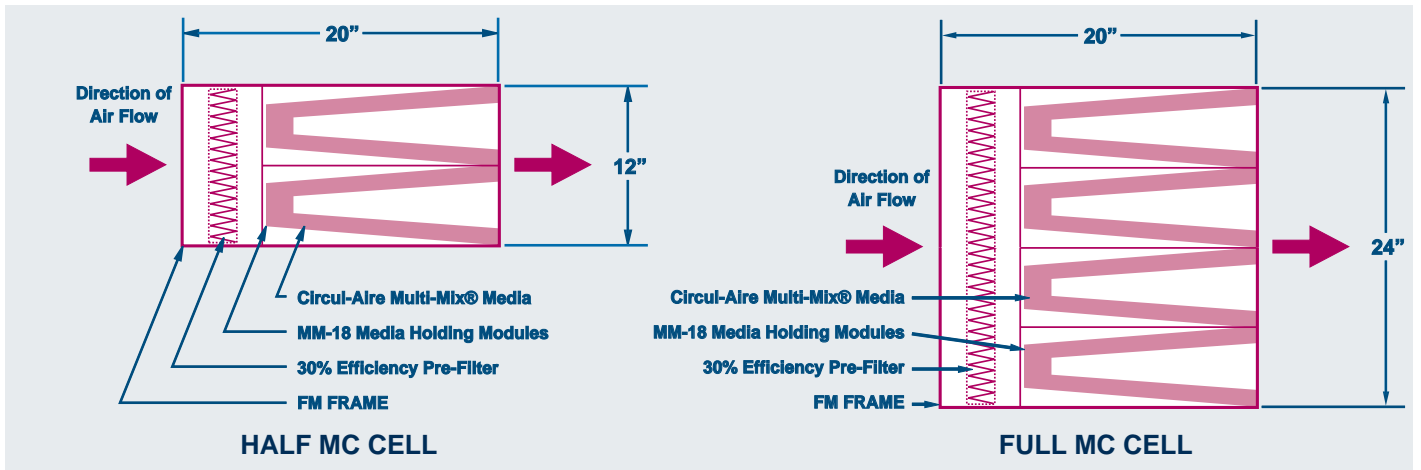 20”
Direction of
Air Flow
12”
Circul-Aire Multi-Mix® Media
MM-18 Media Holding Modules
30% Efficiency Pre-Filter
FM FRAME
HALF MC CELL
20”
Direction of
Air Flow
24”
Circul-Aire Multi-Mix® Media
MM-18 Media Holding Modules
30% Efficiency Pre-Filter
FM FRAME
FULL MC CELL